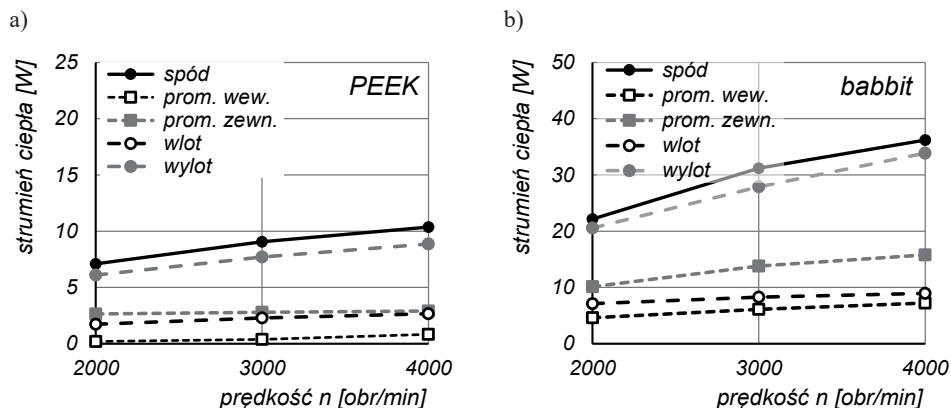 a)
strumień ciepła [W]
25
20
15
10
5
0
spód
prom. wew.
prom. zewn.
wlot
wylot
PEEK
2000
3000
4000
prędkość n [obr/min]
b)
strumień ciepła [W]
50
40
30
20
10
0
spód
prom. wew.
prom. zewn.
wlot
wylot
babbit
2000
3000
4000
prędkość n [obr/min]